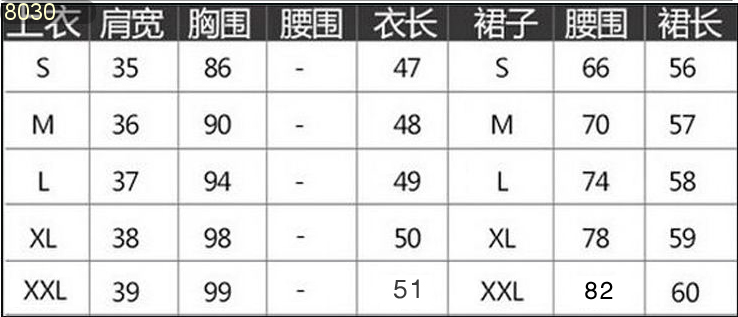 8030
上衣 肩宽 胸围 腰围 衣长 裙子 腰围 裙长
S 35 86 - 47 S 66 56
M 36 90 - 48 M 70 57
L 37 94 - 49 L 74 58
XL 38 98 - 50 XL 78 59
XXL 39 99 - 51 XXL 82 60